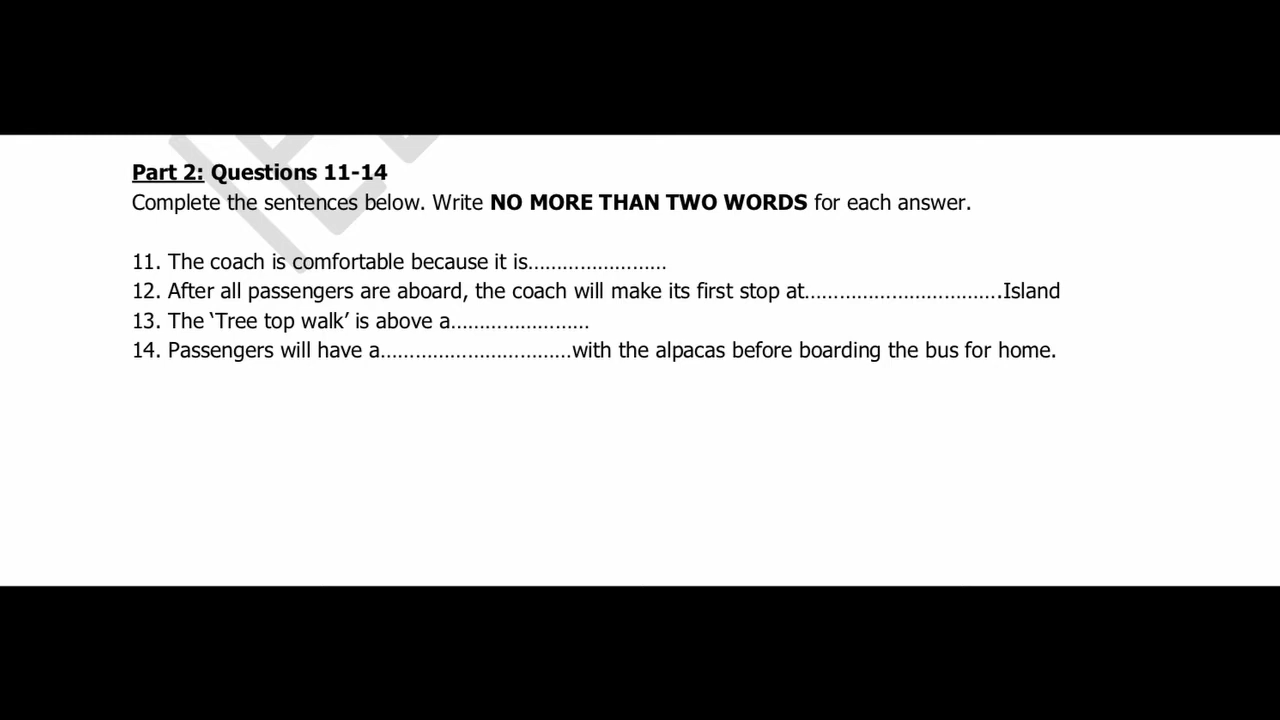 Part 2: Questions 11-14
Complete the sentences below. Write NO MORE THAN TWO WORDS for each answer.
11. The coach is comfortable because it is........................
12. After all passengers are aboard, the coach will make its first stop at..................................Island
13. The ‘Tree top walk’ is above a........................
14. Passengers will have a.................................with the alpacas before boarding the bus for home.